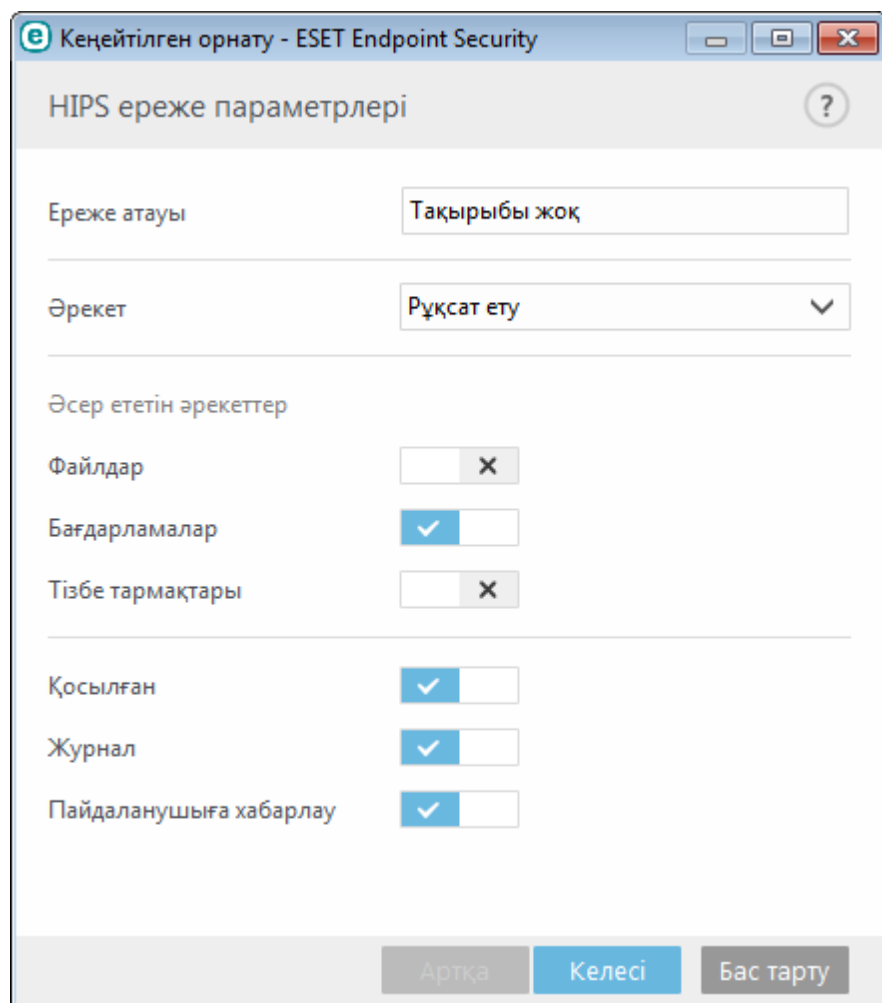 Кеңейтілген орнату - ESET Endpoint Security
HIPS ереже параметрлері
?
Ереже атауы
Тақырыбы жоқ
Әрекет
Рұқсат ету
Әсер ететін әрекеттер
Файлдар
Бағдарламалар
Тізбе тармақтары
Қосылған
Журнал
Пайдаланушыға хабарлау
Артқа Келесі Бас тарту